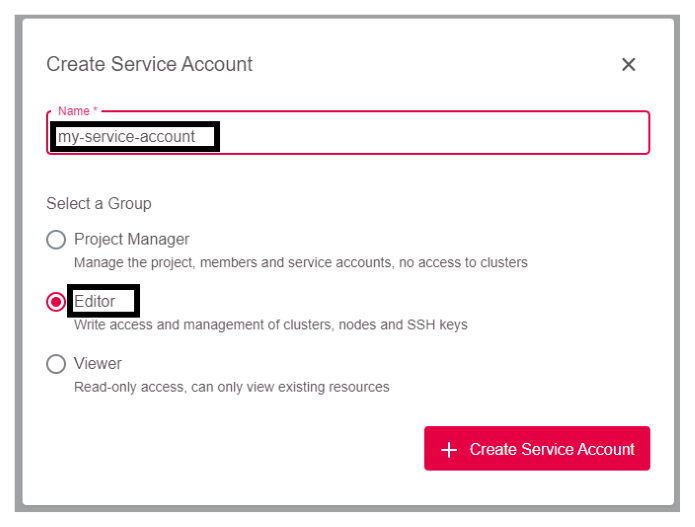 Create Service Account
Name *
my-service-account
Select a Group
Project Manager
Manage the project, members and service accounts, no access to clusters
Editor
Write access and management of clusters, nodes and SSH keys
Viewer
Read-only access, can only view existing resources
Create Service Account